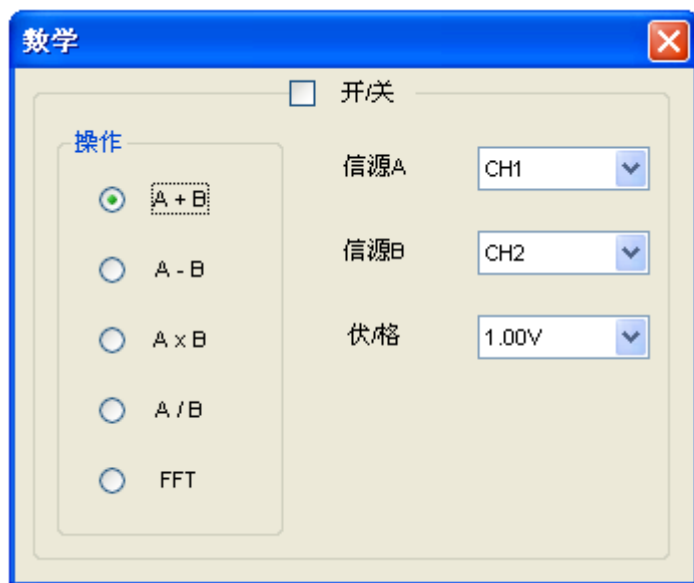 数学
开/关
操作
A + B
A - B
A x B
A / B
FFT
信源A
CH1
信源B
CH2
伏/格
1.00V